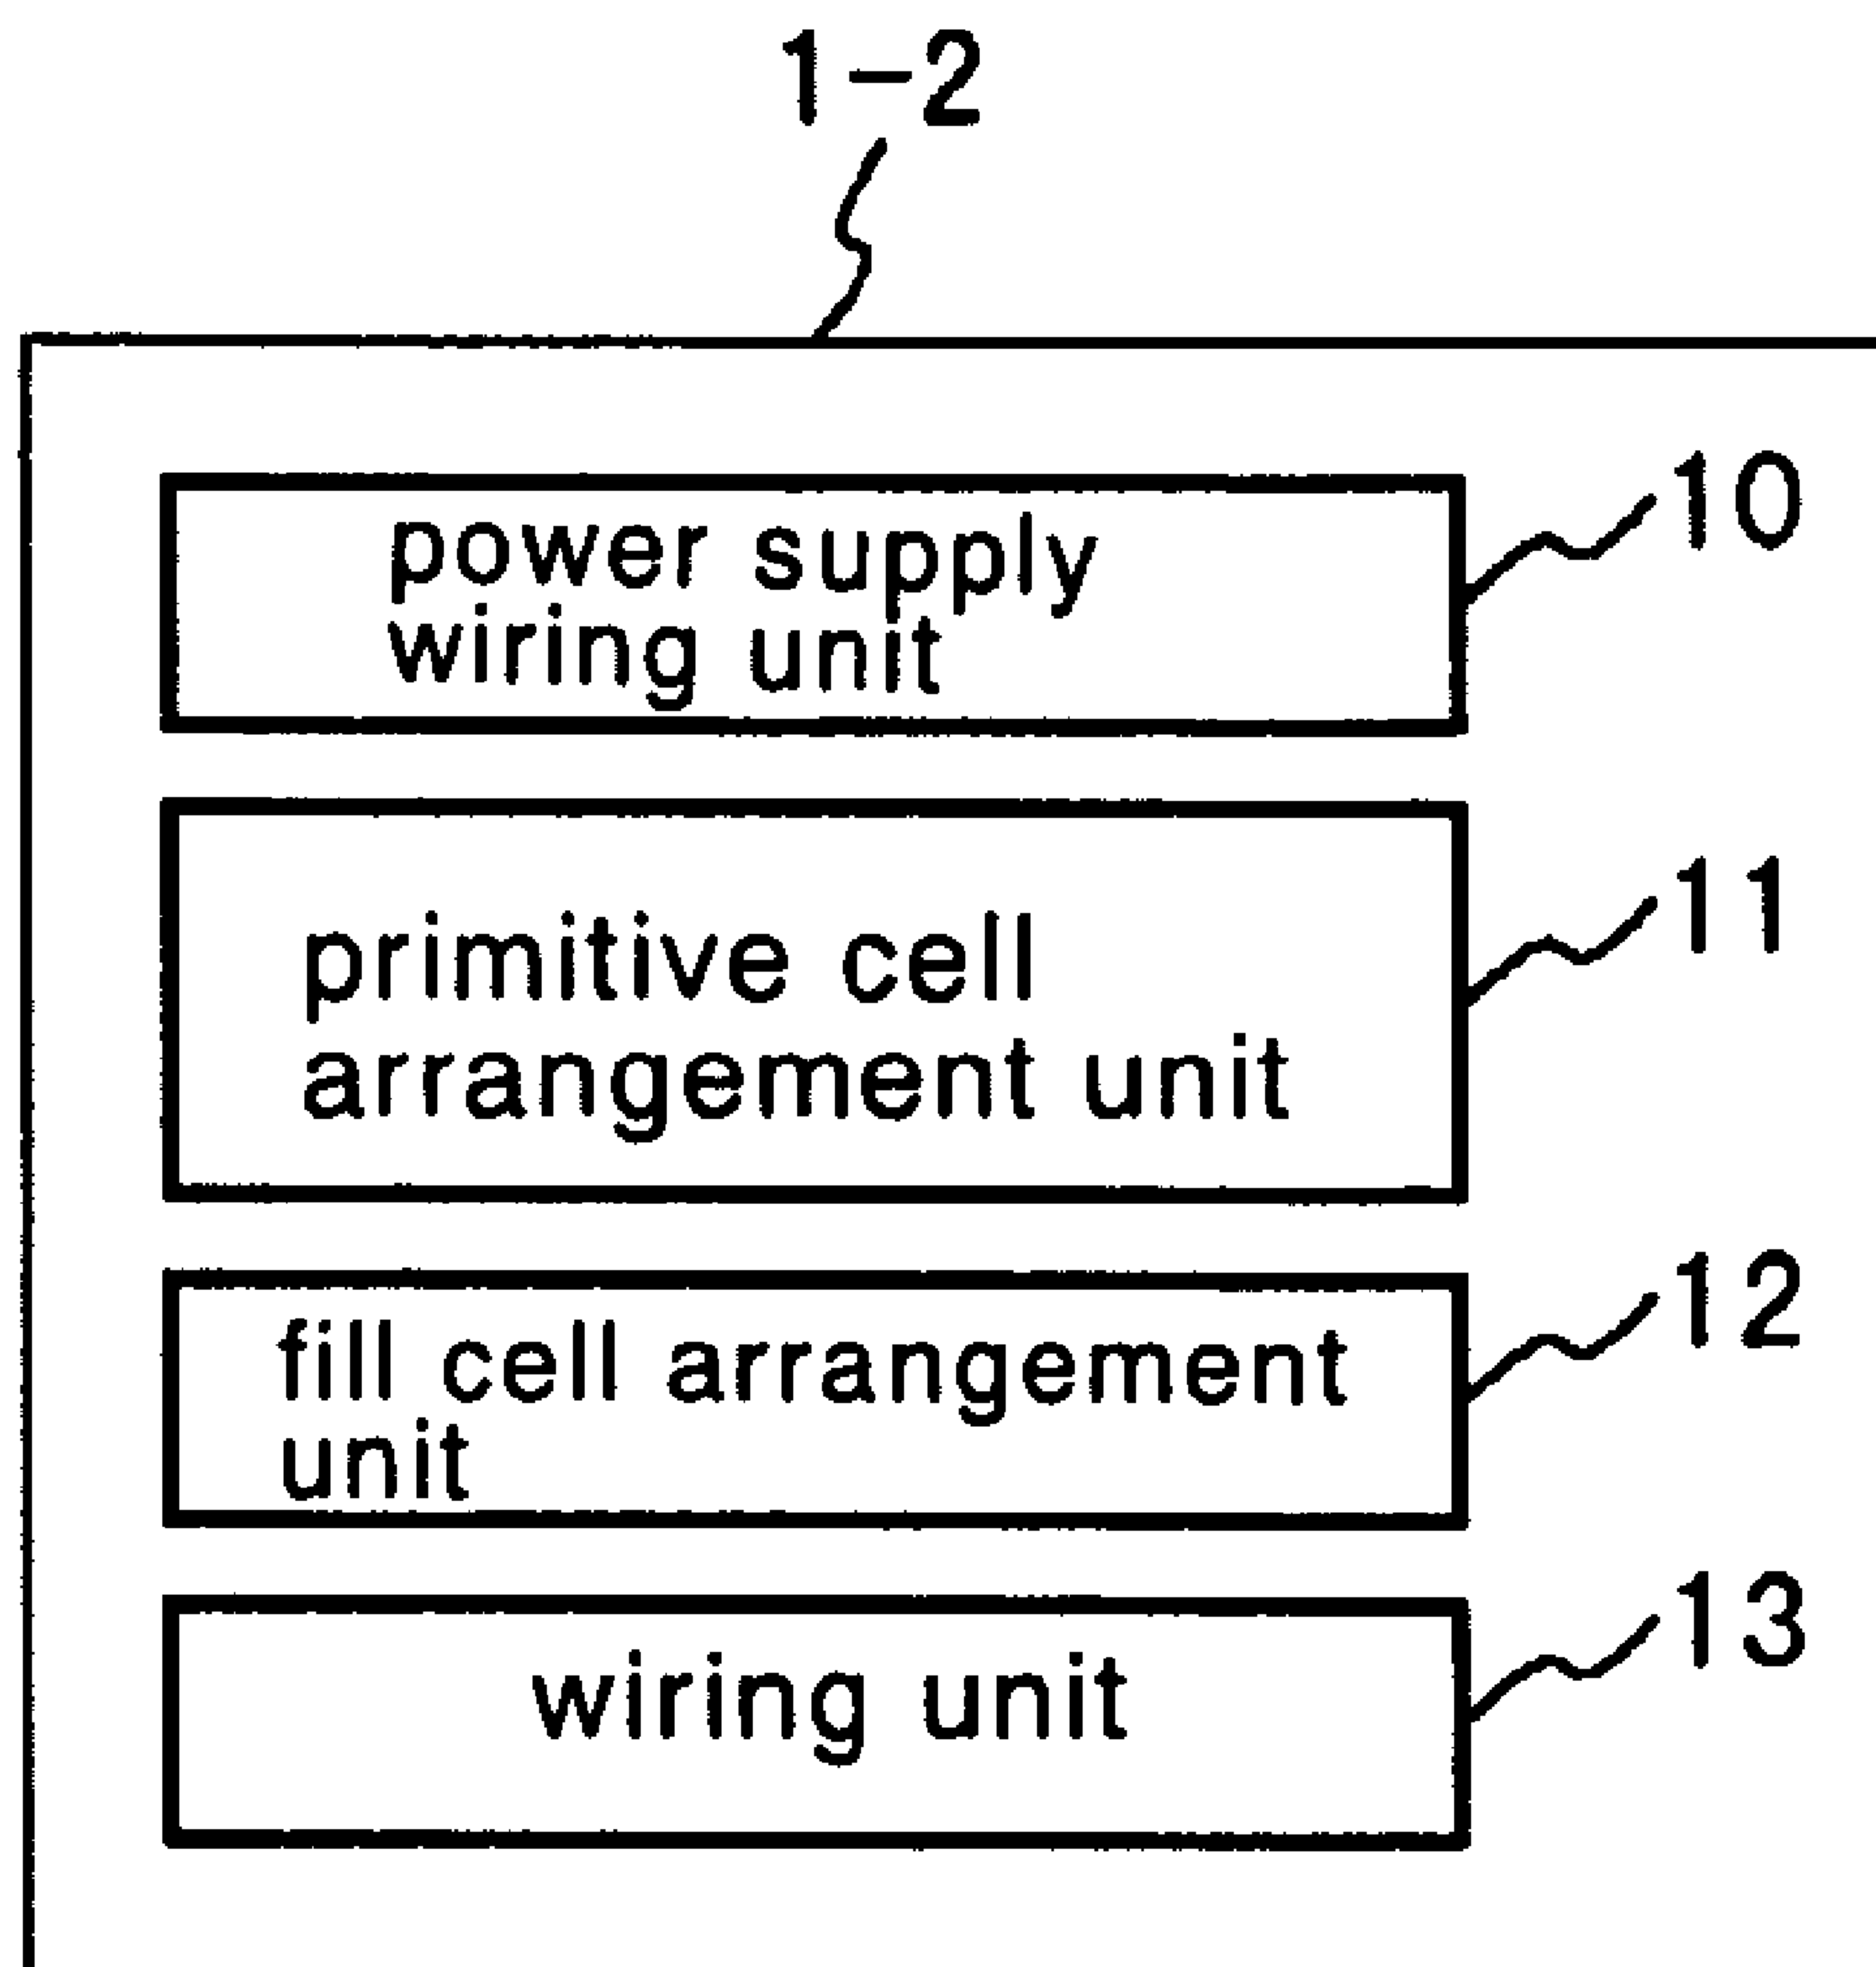 1-2
power supply
wiring unit
10
primitive cell
arrangement unit
11
fill cell arrangement
unit
12
wiring unit
13